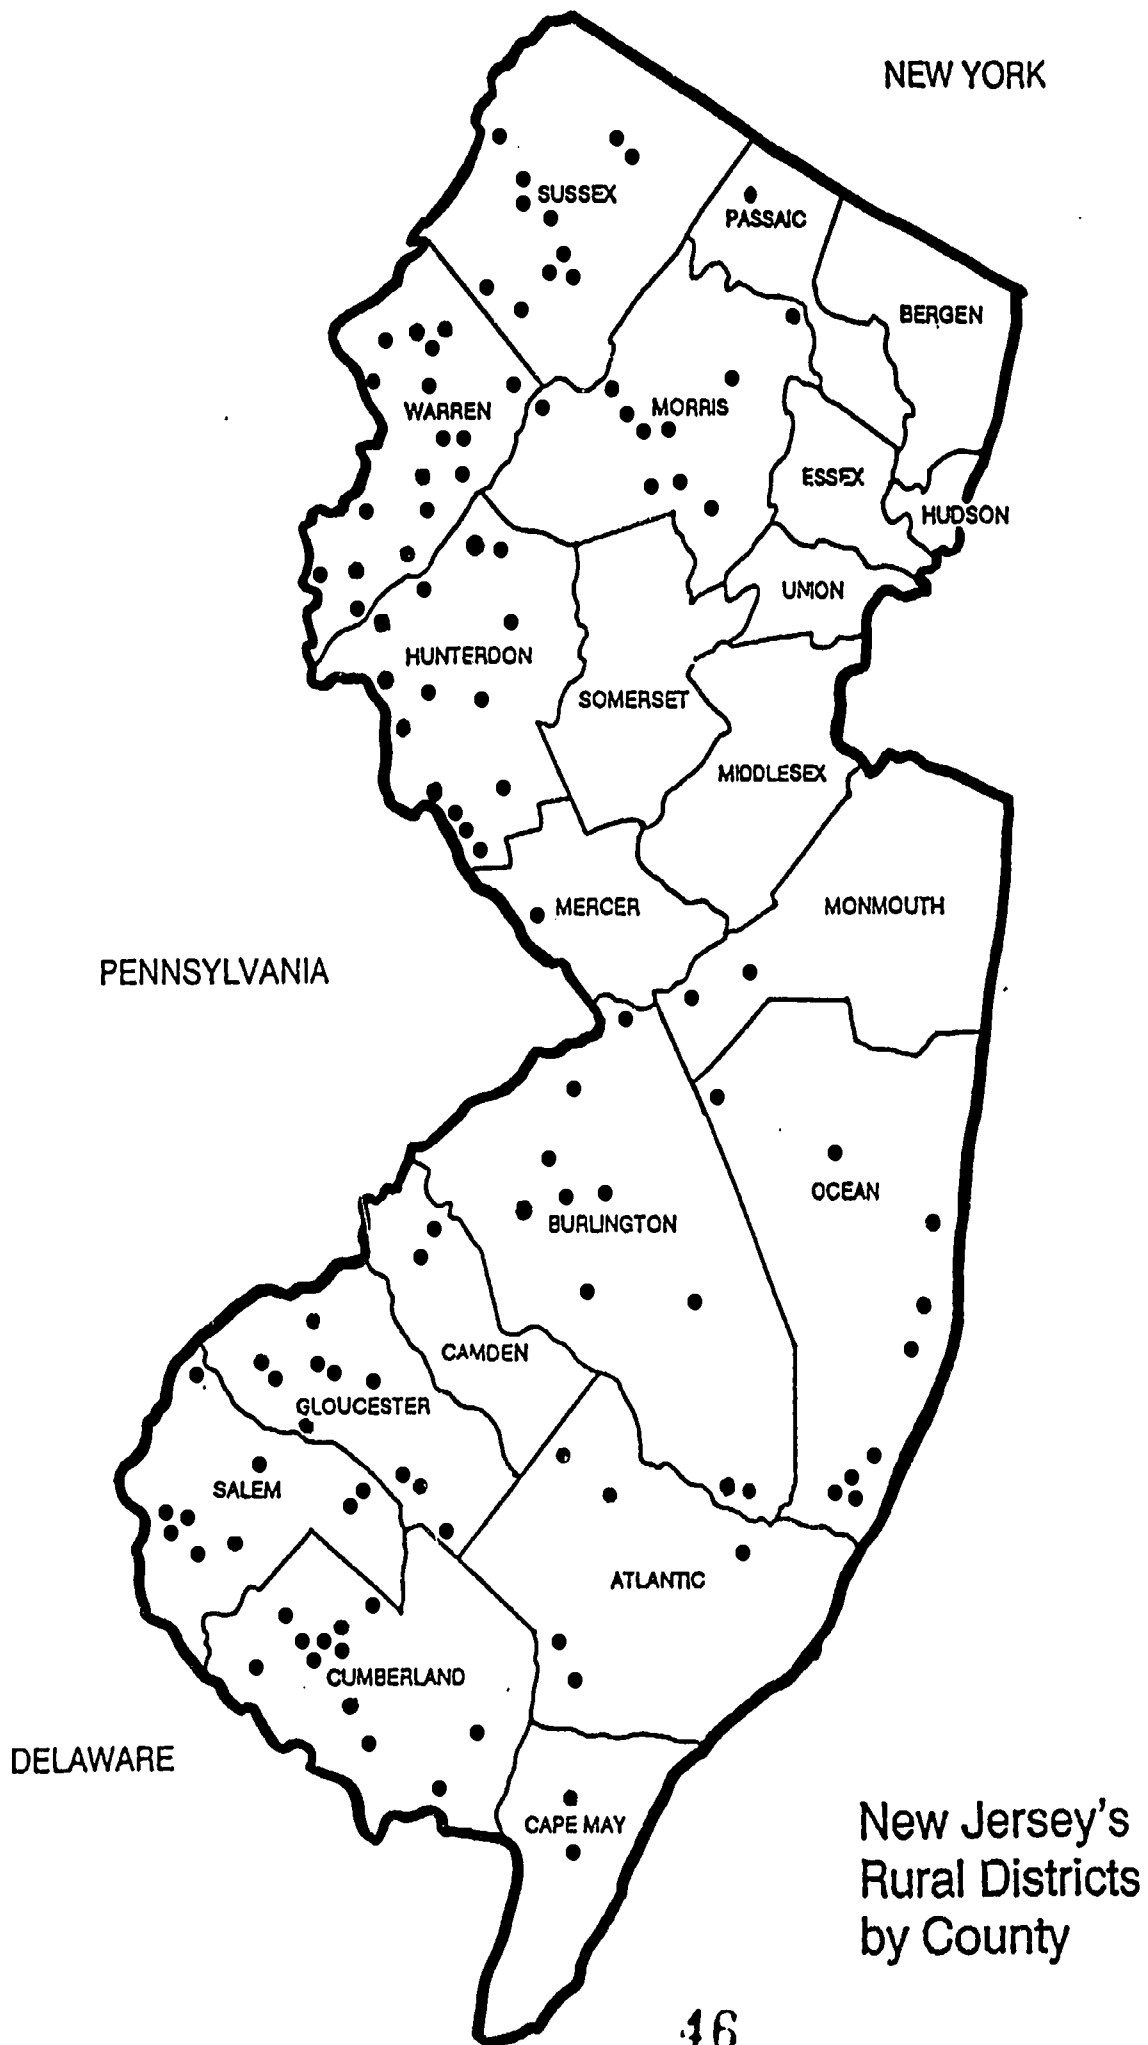 NEW YORK
SUSSEX
PASSAIC
BERGEN
WARREN
MORRIS
ESSEX
HUDSON
UNION
HUNTERDON
SOMERSET
MIDDLESEX
MERCER
MONMOUTH
PENNSYLVANIA
OCEAN
BURLINGTON
CAMDEN
GLOUCESTER
SALEM
ATLANTIC
CUMBERLAND
DELAWARE
CAPE MAY
New Jersey's
Rural Districts
by County
16